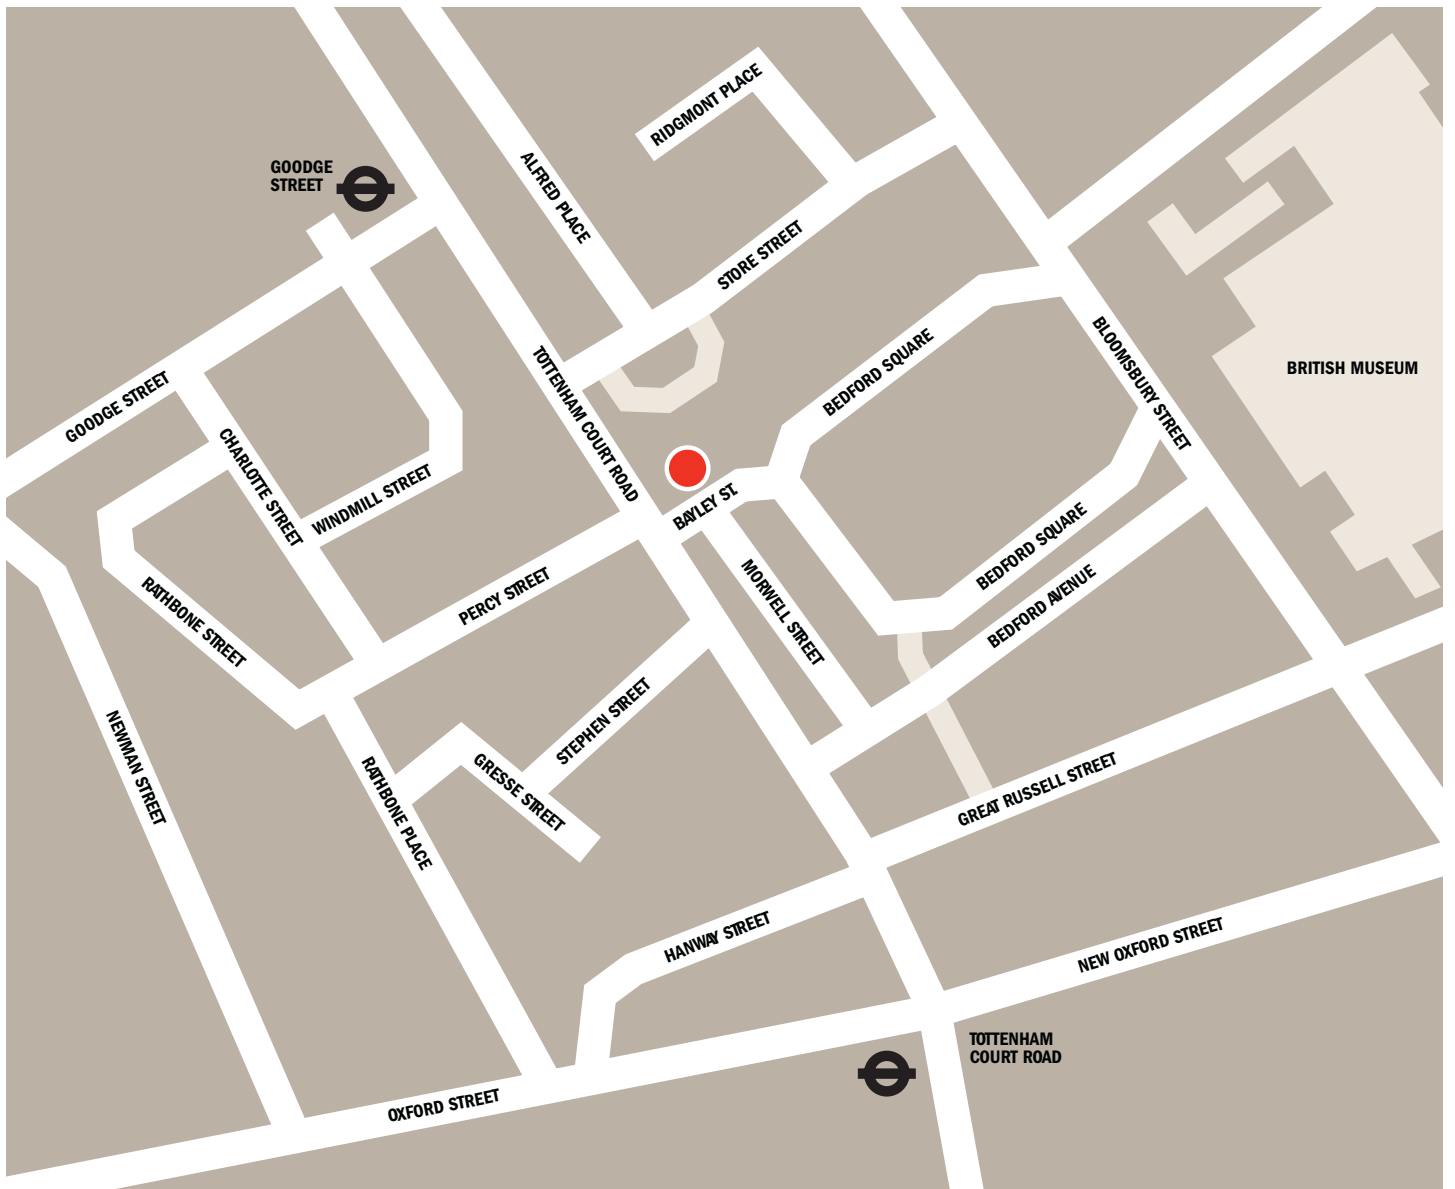 RIDGMONT PLACE
GOODGE
STREET
ALFRED PLACE
STORE STREET
TOTTENHAM COURT ROAD
BEDFORD SQUARE
BLOOMSBURY STREET
BRITISH MUSEUM
GOODGE STREET
CHARLOTTE STREET
WINDMILL STREET
BAYLEY ST.
BEDFORD SQUARE
RATHBONE STREET
PERCY STREET
MORWELL STREET
BEDFORD AVENUE
NEWMAN STREET
STEPHEN STREET
RATHBONE PLACE
GRESSE STREET
GREAT RUSSELL STREET
HANWAY STREET
NEW OXFORD STREET
TOTTENHAM
COURT ROAD
OXFORD STREET